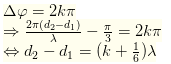 Δφ = 2kπ
⇒ 2π(d₂−d₁)/λ − π/3 = 2kπ
⇔ d₂ − d₁ = (k + 1/6)λ